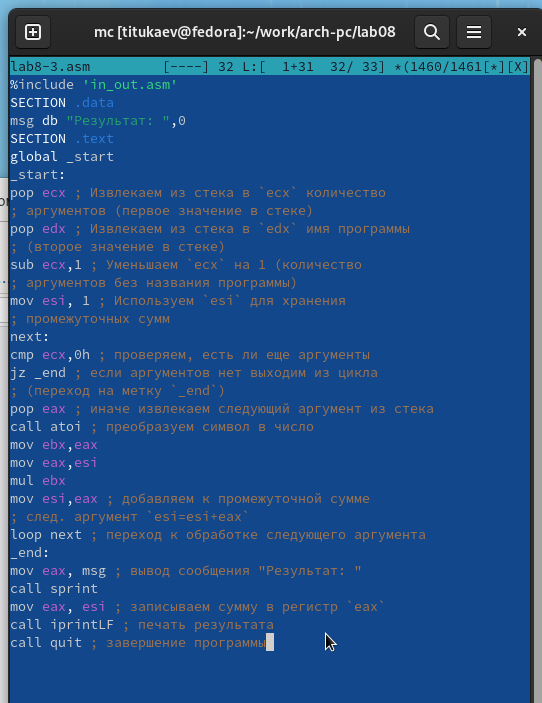 mc [titukaev@fedora]:~/work/arch-pc/lab08
lab8-3.asm [----] 32 L:[ 1+31 32/ 33] *(1460/1461[*][X]
%include 'in_out.asm'
SECTION .data
msg db "Результат: ",0
SECTION .text
global _start
_start:
pop ecx ; Извлекаем из стека в `ecx` количество
; аргументов (первое значение в стеке)
pop edx ; Извлекаем из стека в `edx` имя программы
; (второе значение в стеке)
sub ecx,1 ; Уменьшаем `ecx` на 1 (количество
; аргументов без названия программы)
mov esi, 1 ; Используем `esi` для хранения
; промежуточных сумм
next:
cmp ecx,0h ; проверяем, есть ли еще аргументы
jz _end ; если аргументов нет выходим из цикла
; (переход на метку `_end`)
pop eax ; иначе извлекаем следующий аргумент из стека
call atoi ; преобразуем символ в число
mov ebx,eax
mov eax,esi
mul ebx
mov esi,eax ; добавляем к промежуточной сумме
; след. аргумент `esi=esi+eax`
loop next ; переход к обработке следующего аргумента
_end:
mov eax, msg ; вывод сообщения "Результат: "
call sprint
mov eax, esi ; записываем сумму в регистр `eax`
call iprintLF ; печать результата
call quit ; завершение программы